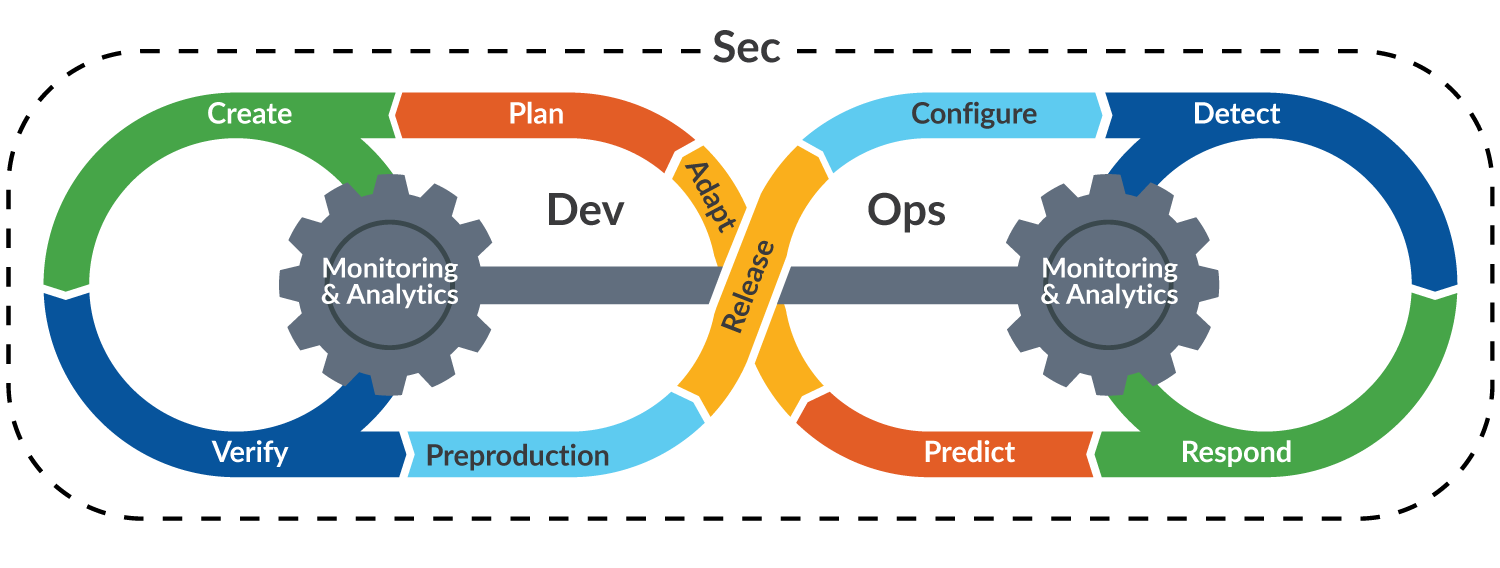 Sec
Create
Plan
Configure
Detect
Adapt
Dev
Ops
Monitoring
& Analytics
Release
Monitoring
& Analytics
Verify
Preproduction
Predict
Respond